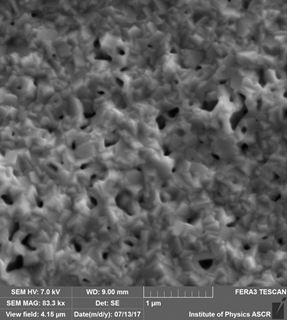 SEM HV: 7.0 kV WD: 9.00 mm FERA3 TESCAN
SEM MAG: 83.3 kx Det: SE 1 µm
View field: 4.15 µm Date(m/d/y): 07/13/17 Institute of Physics ASCR